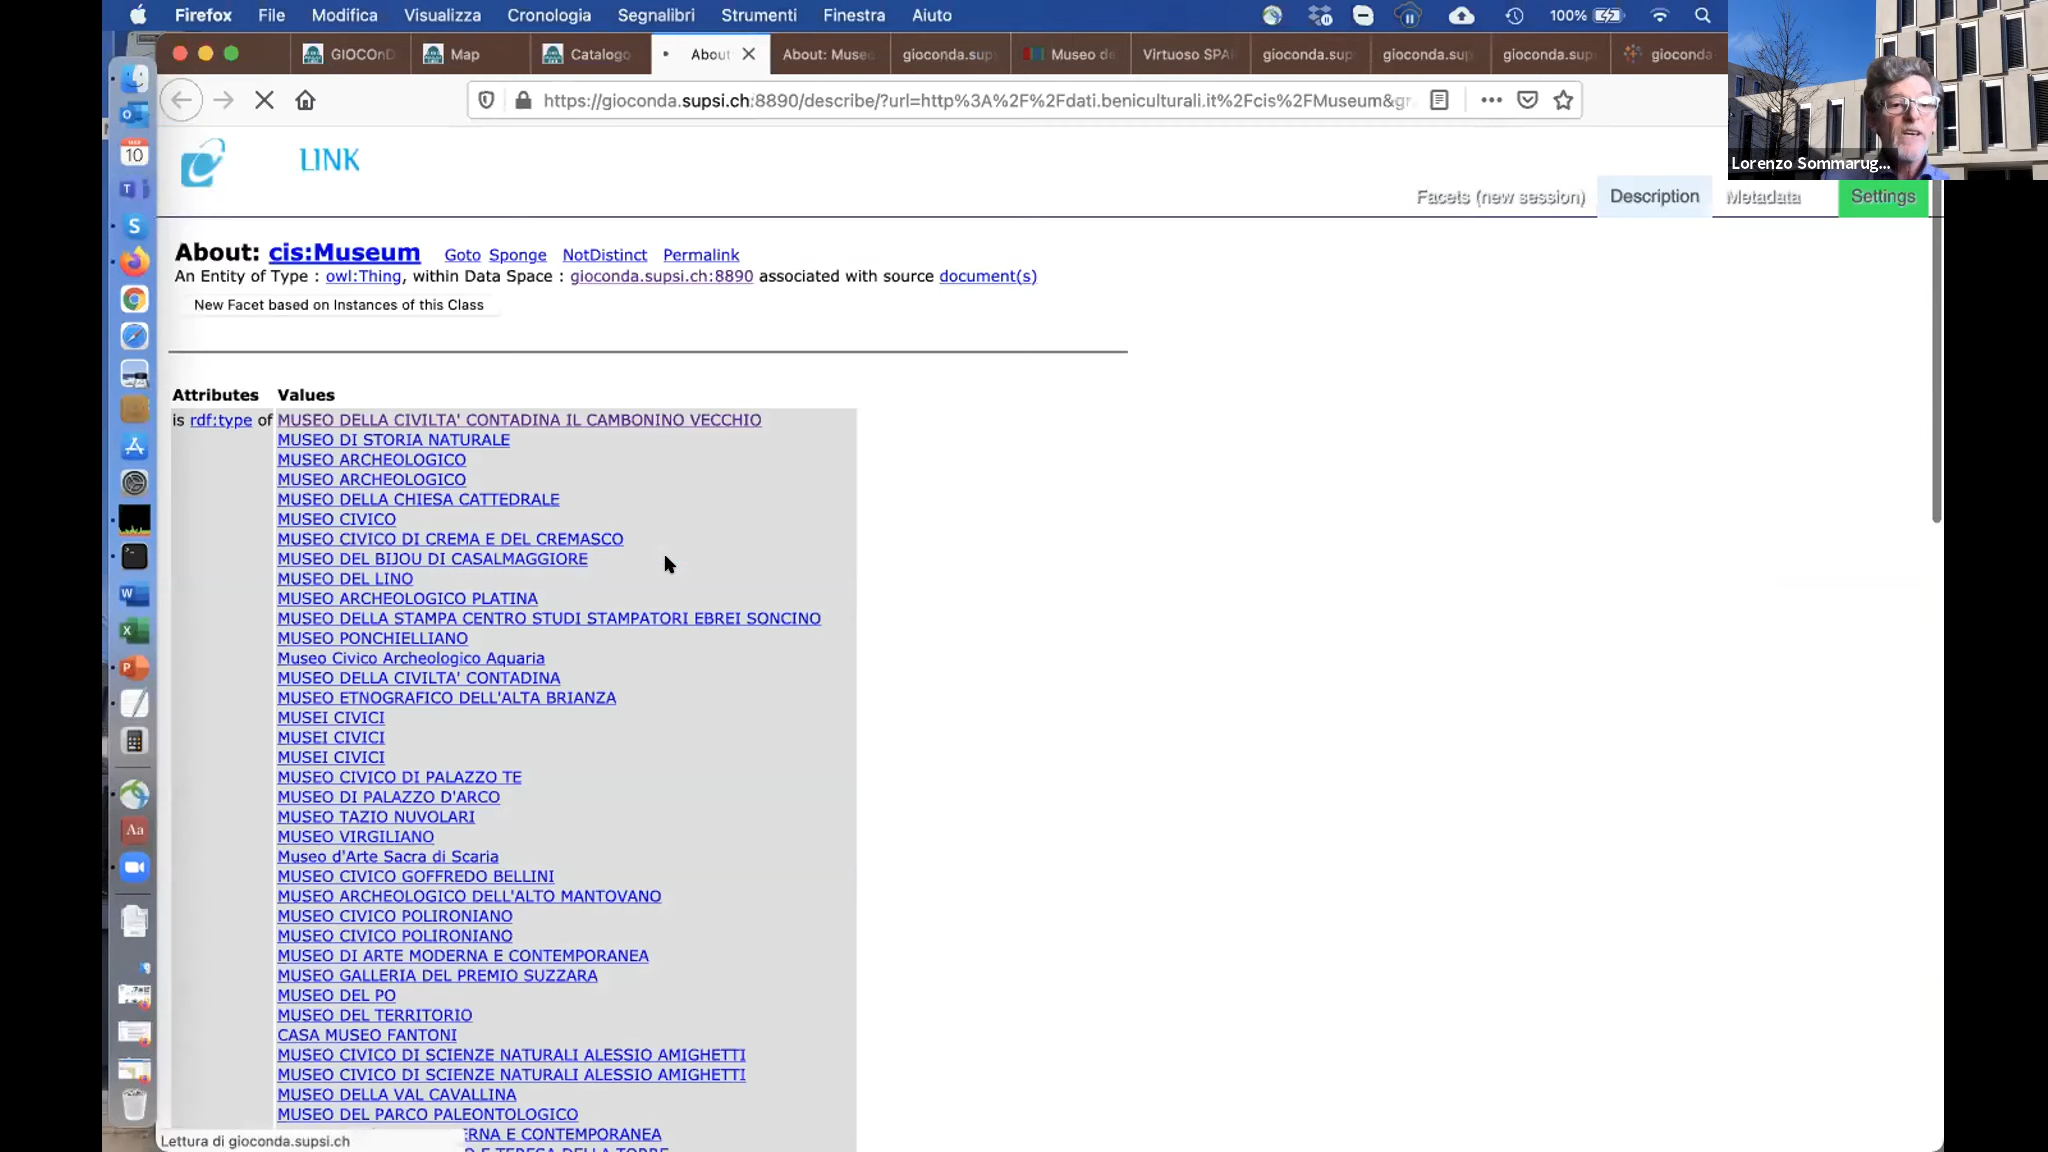 Firefox File Modifica Visualizza Cronologia Segnalibri Strumenti Finestra Aiuto 100%
GIOCOnD Map Catalogo About About: Muse gioconda.sups Museo de Virtuoso SPA gioconda.sups gioconda.sup gioconda.sups gioconda
https://gioconda.supsi.ch:8890/describe/?url=http%3A%2F%2Fdati.beniculturali.it%2Fcis%2FMuseum&gr
Lorenzo Sommarug...
LINK
Facets (new session) Description Metadata Settings
About: cis:Museum Goto Sponge NotDistinct Permalink
An Entity of Type : owl:Thing, within Data Space : gioconda.supsi.ch:8890 associated with source document(s)
New Facet based on Instances of this Class
Attributes Values
is rdf:type of MUSEO DELLA CIVILTA' CONTADINA IL CAMBONINO VECCHIO
MUSEO DI STORIA NATURALE
MUSEO ARCHEOLOGICO
MUSEO ARCHEOLOGICO
MUSEO DELLA CHIESA CATTEDRALE
MUSEO CIVICO
MUSEO CIVICO DI CREMA E DEL CREMASCO
MUSEO DEL BIJOU DI CASALMAGGIORE
MUSEO DEL LINO
MUSEO ARCHEOLOGICO PLATINA
MUSEO DELLA STAMPA CENTRO STUDI STAMPATORI EBREI SONCINO
MUSEO PONCHIELLIANO
Museo Civico Archeologico Aquaria
MUSEO DELLA CIVILTA' CONTADINA
MUSEO ETNOGRAFICO DELL'ALTA BRIANZA
MUSEI CIVICI
MUSEI CIVICI
MUSEI CIVICI
MUSEO CIVICO DI PALAZZO TE
MUSEO DI PALAZZO D'ARCO
MUSEO TAZIO NUVOLARI
MUSEO VIRGILIANO
Museo d'Arte Sacra di Scaria
MUSEO CIVICO GOFFREDO BELLINI
MUSEO ARCHEOLOGICO DELL'ALTO MANTOVANO
MUSEO CIVICO POLIRONIANO
MUSEO CIVICO POLIRONIANO
MUSEO DI ARTE MODERNA E CONTEMPORANEA
MUSEO GALLERIA DEL PREMIO SUZZARA
MUSEO DEL PO
MUSEO DEL TERRITORIO
CASA MUSEO FANTONI
MUSEO CIVICO DI SCIENZE NATURALI ALESSIO AMIGHETTI
MUSEO CIVICO DI SCIENZE NATURALI ALESSIO AMIGHETTI
MUSEO DELLA VAL CAVALLINA
MUSEO DEL PARCO PALEONTOLOGICO
ERNA E CONTEMPORANEA
Lettura di gioconda.supsi.ch